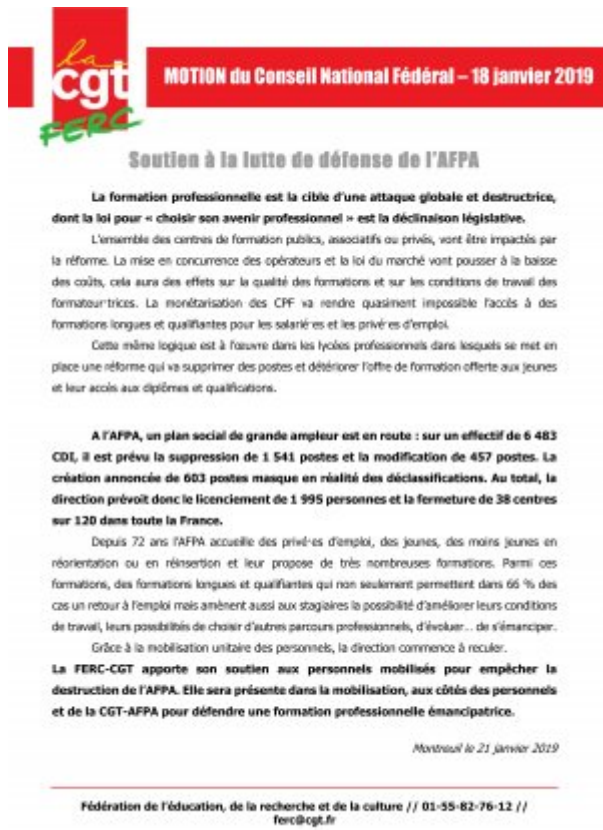 la
cgt
FERC
MOTION du Conseil National Fédéral – 18 janvier 2019
Soutien à la lutte de défense de l'AFPA
La formation professionnelle est la cible d'une attaque globale et destructrice,
dont la loi pour « choisir son avenir professionnel » est la déclinaison législative.
L'ensemble des centres de formation publics, associatifs ou privés, vont être impactés par
la réforme. La mise en concurrence des opérateurs et la loi du marché vont pousser à la baisse
des coûts, cela aura des effets sur la qualité des formations et sur les conditions de travail des
formateur·trices. La monétarisation des CPF va rendre quasiment impossible l'accès à des
formations longues et qualifiantes pour les salarié·es et les privé·es d'emploi.
Cette même logique est à l'œuvre dans les lycées professionnels dans lesquels se met en
place une réforme qui va supprimer des postes et détériorer l'offre de formation offerte aux jeunes
et leur accès aux diplômes et qualifications.
A l'AFPA, un plan social de grande ampleur est en route : sur un effectif de 6 483
CDI, il est prévu la suppression de 1 541 postes et la modification de 457 postes. La
création annoncée de 603 postes masque en réalité des déclassifications. Au total, la
direction prévoit donc le licenciement de 1 995 personnes et la fermeture de 38 centres
sur 120 dans toute la France.
Depuis 72 ans l'AFPA accueille des privé·es d'emploi, des jeunes, des moins jeunes en
réorientation ou en réinsertion et leur propose de très nombreuses formations. Parmi ces
formations, des formations longues et qualifiantes qui non seulement permettent dans 66 % des
cas un retour à l'emploi mais amènent aussi aux stagiaires la possibilité d'améliorer leurs conditions
de travail, leurs possibilités de choisir d'autres parcours professionnels, d'évoluer... de s'émanciper.
Grâce à la mobilisation unitaire des personnels, la direction commence à reculer.
La FERC-CGT apporte son soutien aux personnels mobilisés pour empêcher la
destruction de l'AFPA. Elle sera présente dans la mobilisation, aux côtés des personnels
et de la CGT-AFPA pour défendre une formation professionnelle émancipatrice.
Montreuil le 21 janvier 2019
Fédération de l'éducation, de la recherche et de la culture // 01-55-82-76-12 //
ferc@cgt.fr